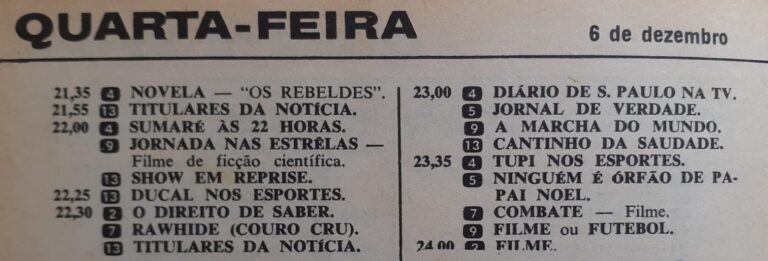 QUARTA-FEIRA
6 de dezembro
21,35 4 NOVELA — “OS REBELDES”.
21,55 13 TITULARES DA NOTÍCIA.
22,00 4 SUMARÉ ÀS 22 HORAS.
9 JORNADA NAS ESTRÊLAS —
Filme de ficção científica.
13 SHOW EM REPRISE.
22,25 13 DUCAL NOS ESPORTES.
22,30 2 O DIREITO DE SABER.
7 RAWHIDE (COURO CRU).
13 TITULARES DA NOTÍCIA.
23,00 4 DIÁRIO DE S. PAULO NA TV.
5 JORNAL DE VERDADE.
9 A MARCHA DO MUNDO.
13 CANTINHO DA SAUDADE.
23,35 4 TUPI NOS ESPORTES.
5 NINGUÉM É ÓRFÃO DE PA-
PAI NOEL.
7 COMBATE — Filme.
9 FILME ou FUTEBOL.
24,00 2 FILME.